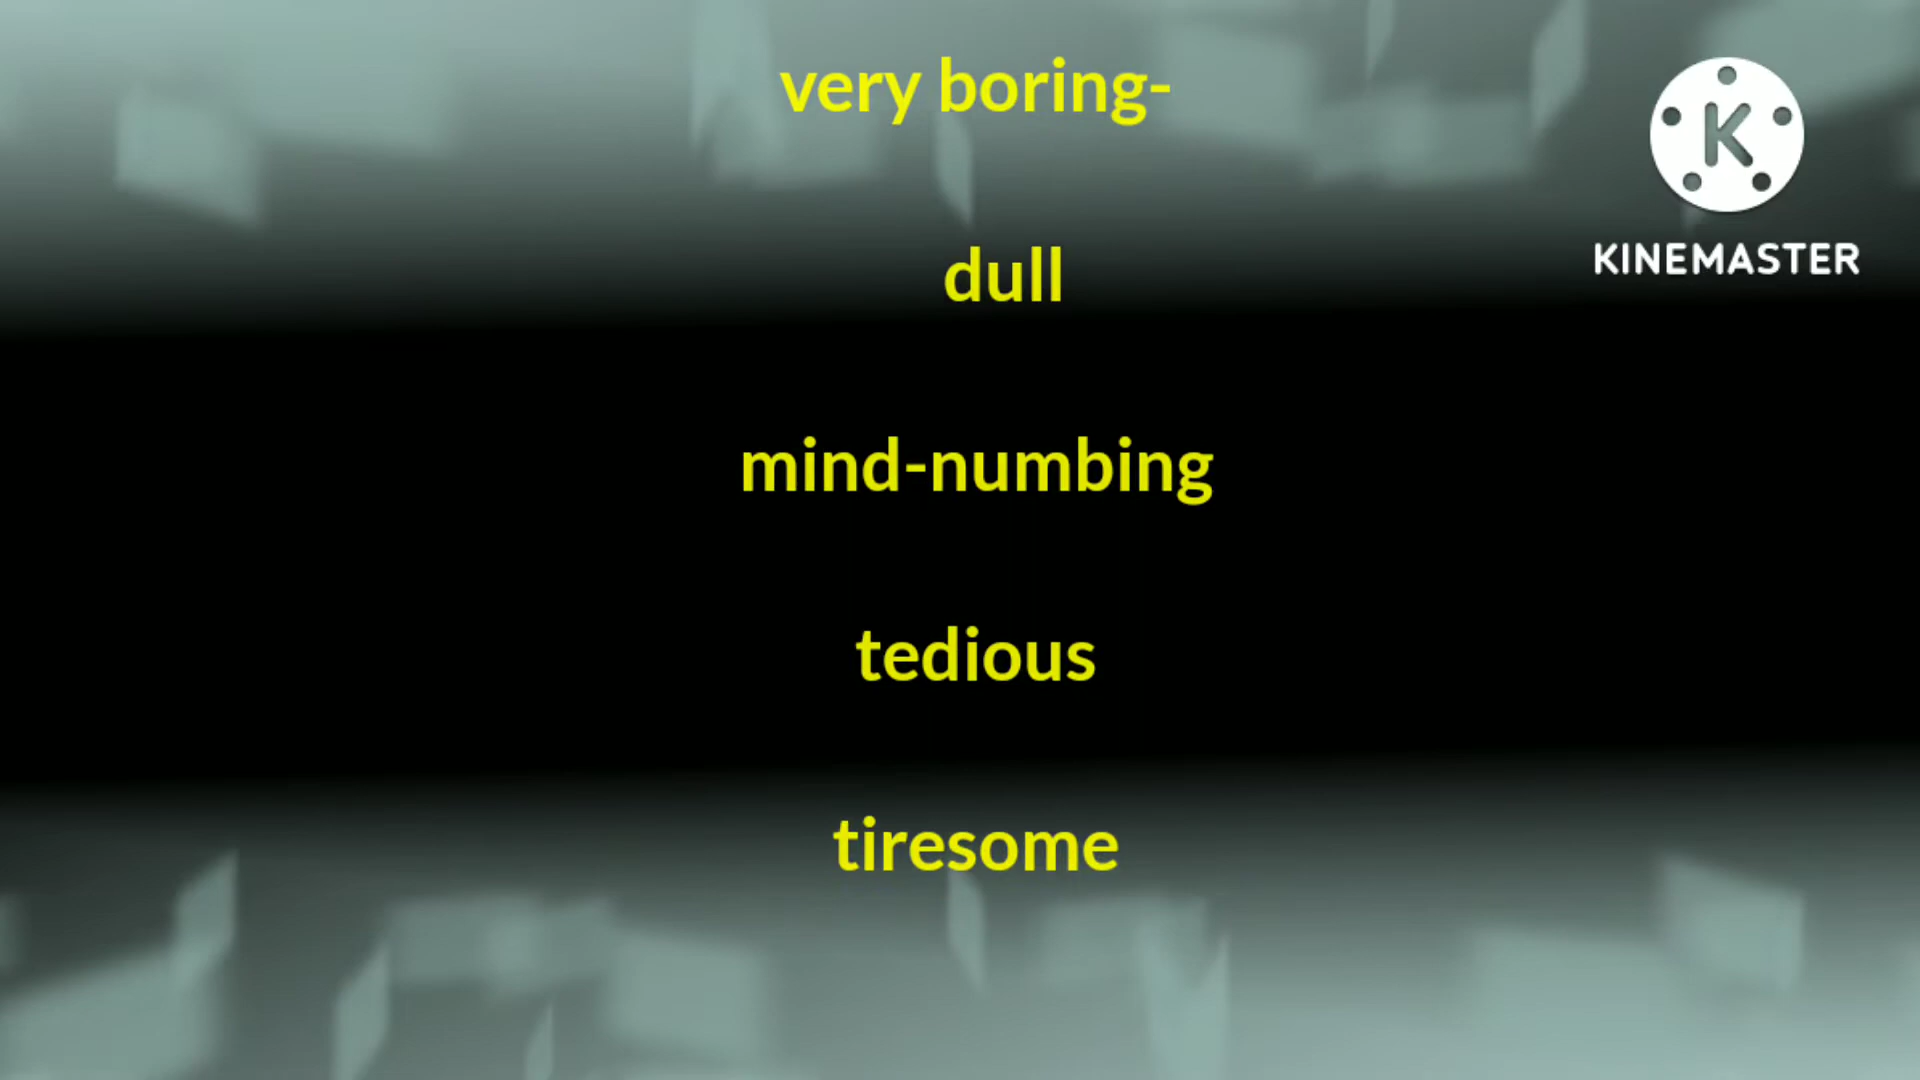 very boring-
dull
mind-numbing
tedious
tiresome
K
KINEMASTER